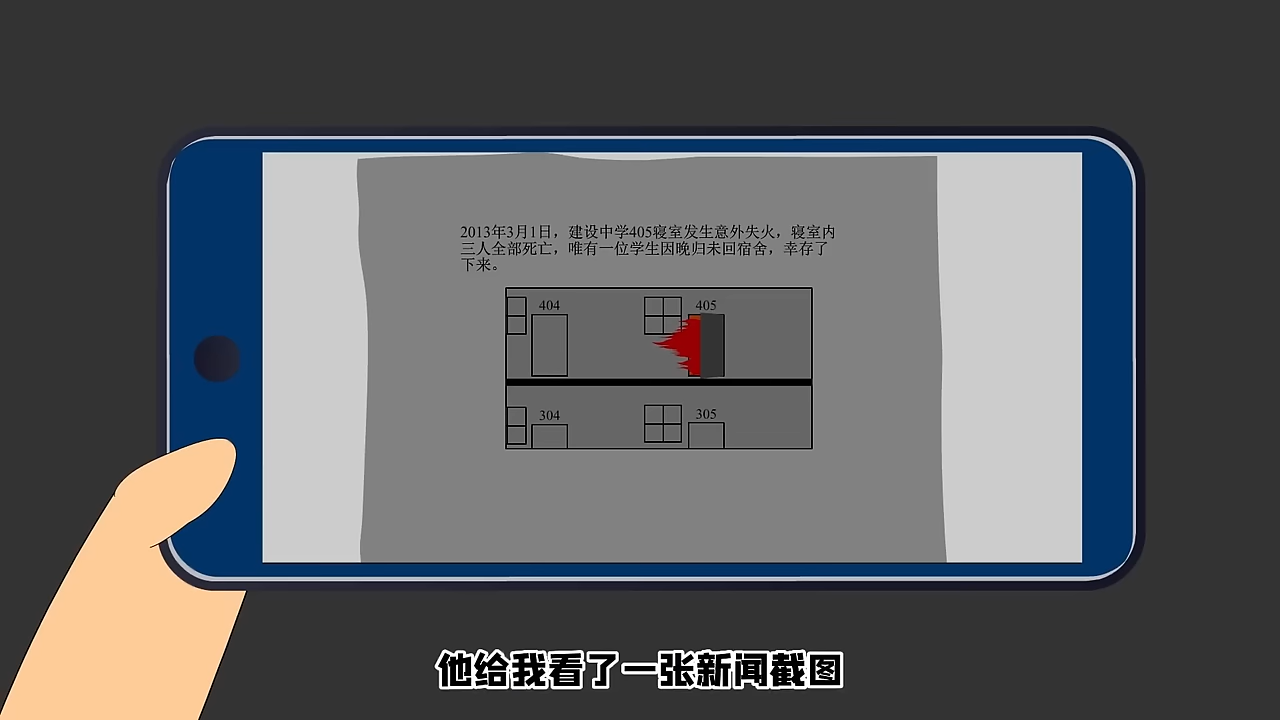 2013年3月1日，建设中学405寝室发生意外失火，寝室内
三人全部死亡，唯有一位学生因晚归未回宿舍，幸存了
下来。
404
405
304
305
他给我看了一张新闻截图